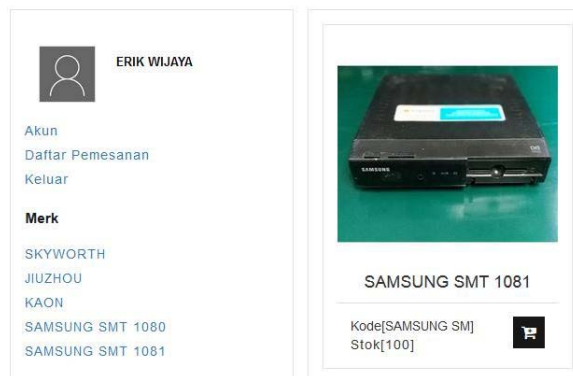 ERIK WIJAYA
Akun
Daftar Pemesanan
Keluar
Merk
SKYWORTH
JIUZHOU
KAON
SAMSUNG SMT 1080
SAMSUNG SMT 1081
SAMSUNG
SAMSUNG SMT 1081
Kode[SAMSUNG SM]
Stok[100]